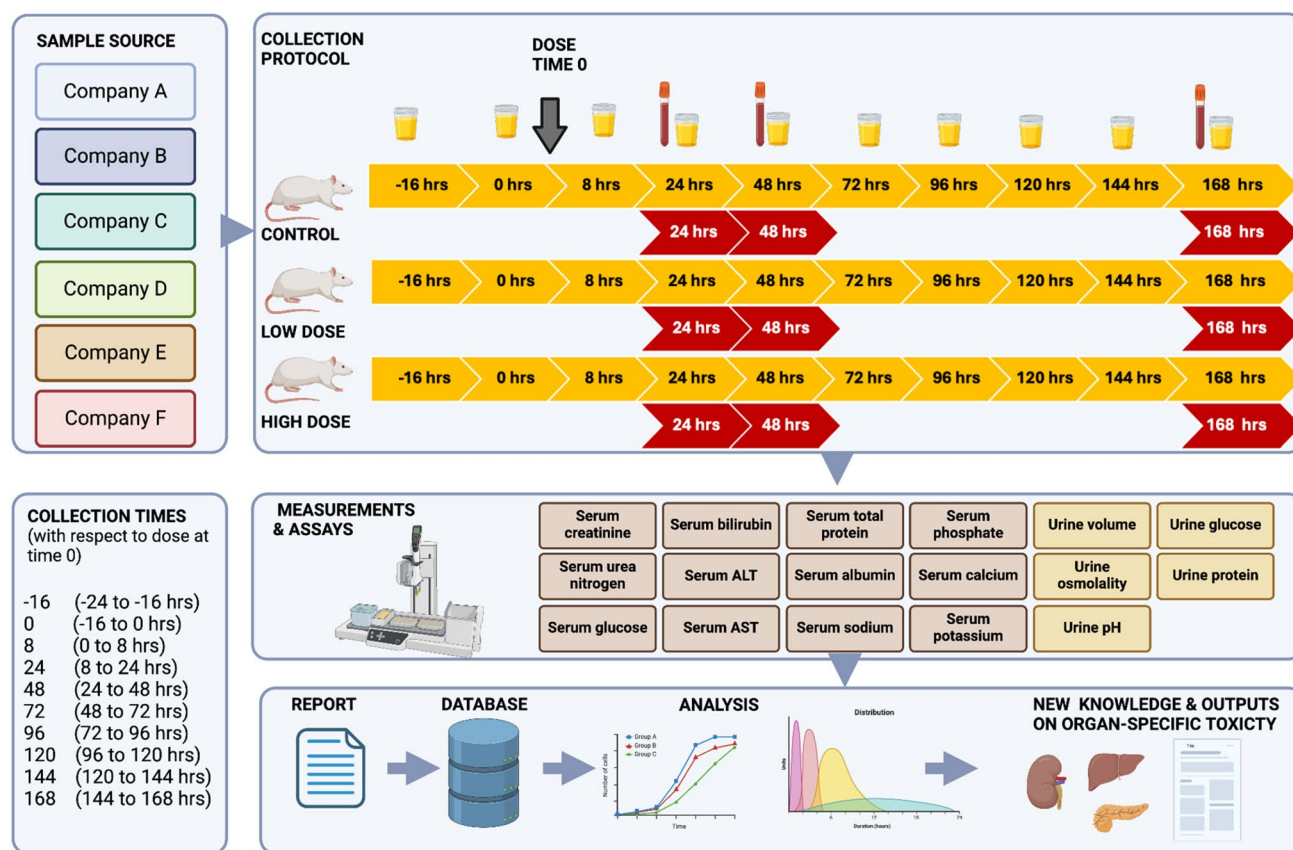 SAMPLE SOURCE
Company A
Company B
Company C
Company D
Company E
Company F
COLLECTION
PROTOCOL
DOSE
TIME 0
-16 hrs 0 hrs 8 hrs 24 hrs 48 hrs 72 hrs 96 hrs 120 hrs 144 hrs 168 hrs
24 hrs 48 hrs 168 hrs
CONTROL
-16 hrs 0 hrs 8 hrs 24 hrs 48 hrs 72 hrs 96 hrs 120 hrs 144 hrs 168 hrs
24 hrs 48 hrs 168 hrs
LOW DOSE
-16 hrs 0 hrs 8 hrs 24 hrs 48 hrs 72 hrs 96 hrs 120 hrs 144 hrs 168 hrs
24 hrs 48 hrs 168 hrs
HIGH DOSE
COLLECTION TIMES
(with respect to dose at
time 0)
-16 (-24 to -16 hrs)
0 (-16 to 0 hrs)
8 (0 to 8 hrs)
24 (8 to 24 hrs)
48 (24 to 48 hrs)
72 (48 to 72 hrs)
96 (72 to 96 hrs)
120 (96 to 120 hrs)
144 (120 to 144 hrs)
168 (144 to 168 hrs)
MEASUREMENTS
& ASSAYS
Serum
creatinine
Serum bilirubin
Serum total
protein
Serum
phosphate
Urine volume
Urine glucose
Serum urea
nitrogen
Serum ALT
Serum albumin
Serum calcium
Urine
osmolality
Urine protein
Serum glucose
Serum AST
Serum sodium
Serum
potassium
Urine pH
REPORT
DATABASE
ANALYSIS
Group A
Group B
Group C
Number of cells
Time
Distribution
Units
6 12 18 24
Duration (hours)
NEW KNOWLEDGE & OUTPUTS
ON ORGAN-SPECIFIC TOXICTY
Title